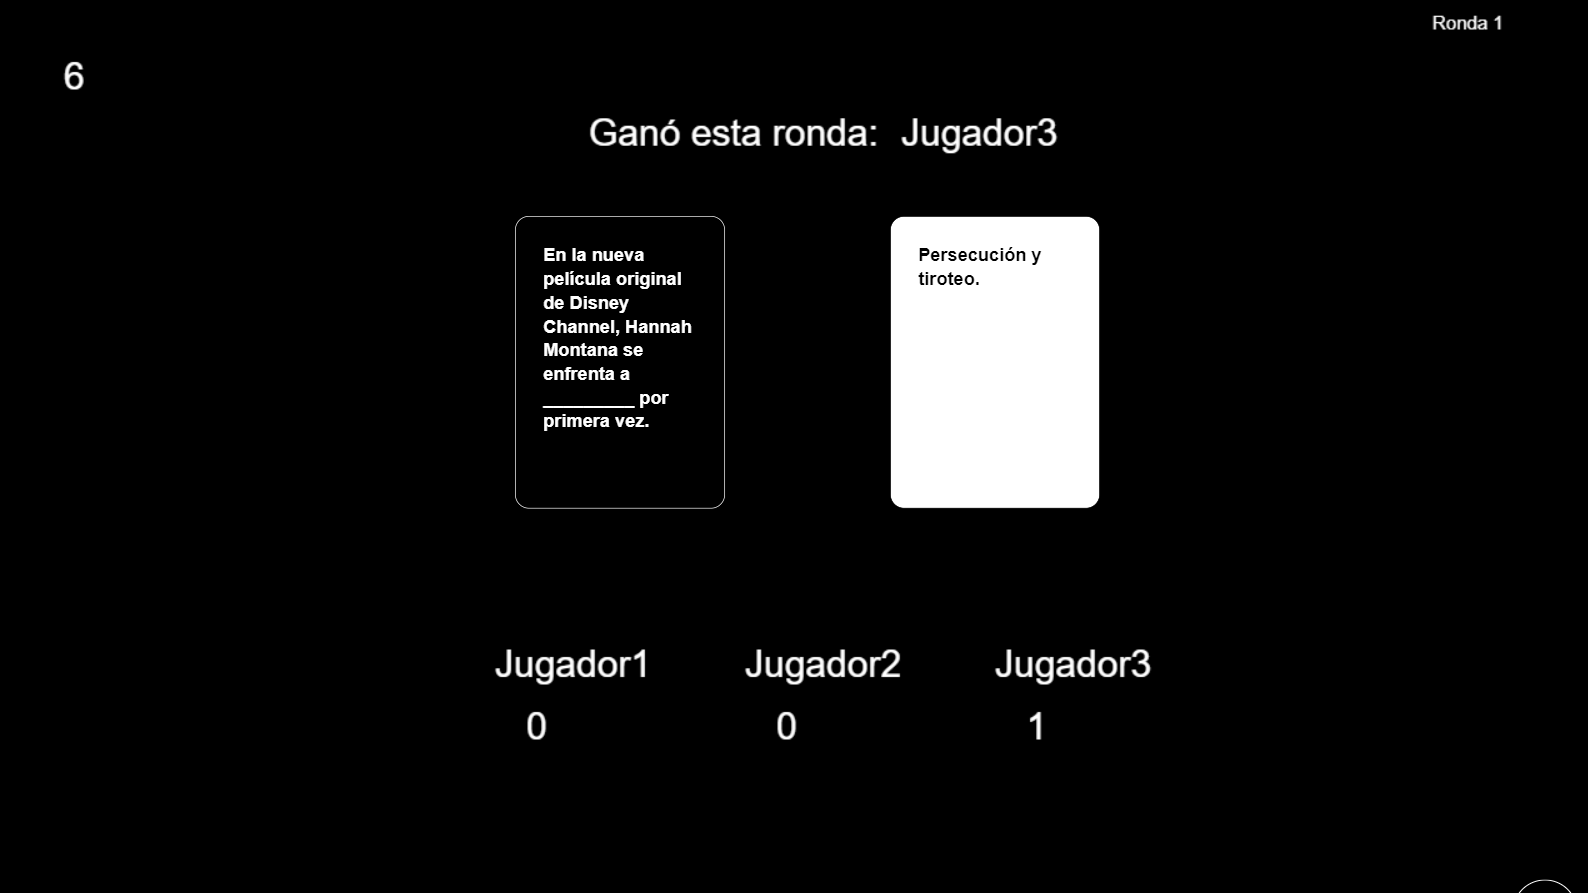 Ronda 1
6
Ganó esta ronda: Jugador3
En la nueva
película original
de Disney
Channel, Hannah
Montana se
enfrenta a
_________ por
primera vez.
Persecución y
tiroteo.
Jugador1 Jugador2 Jugador3
0 0 1